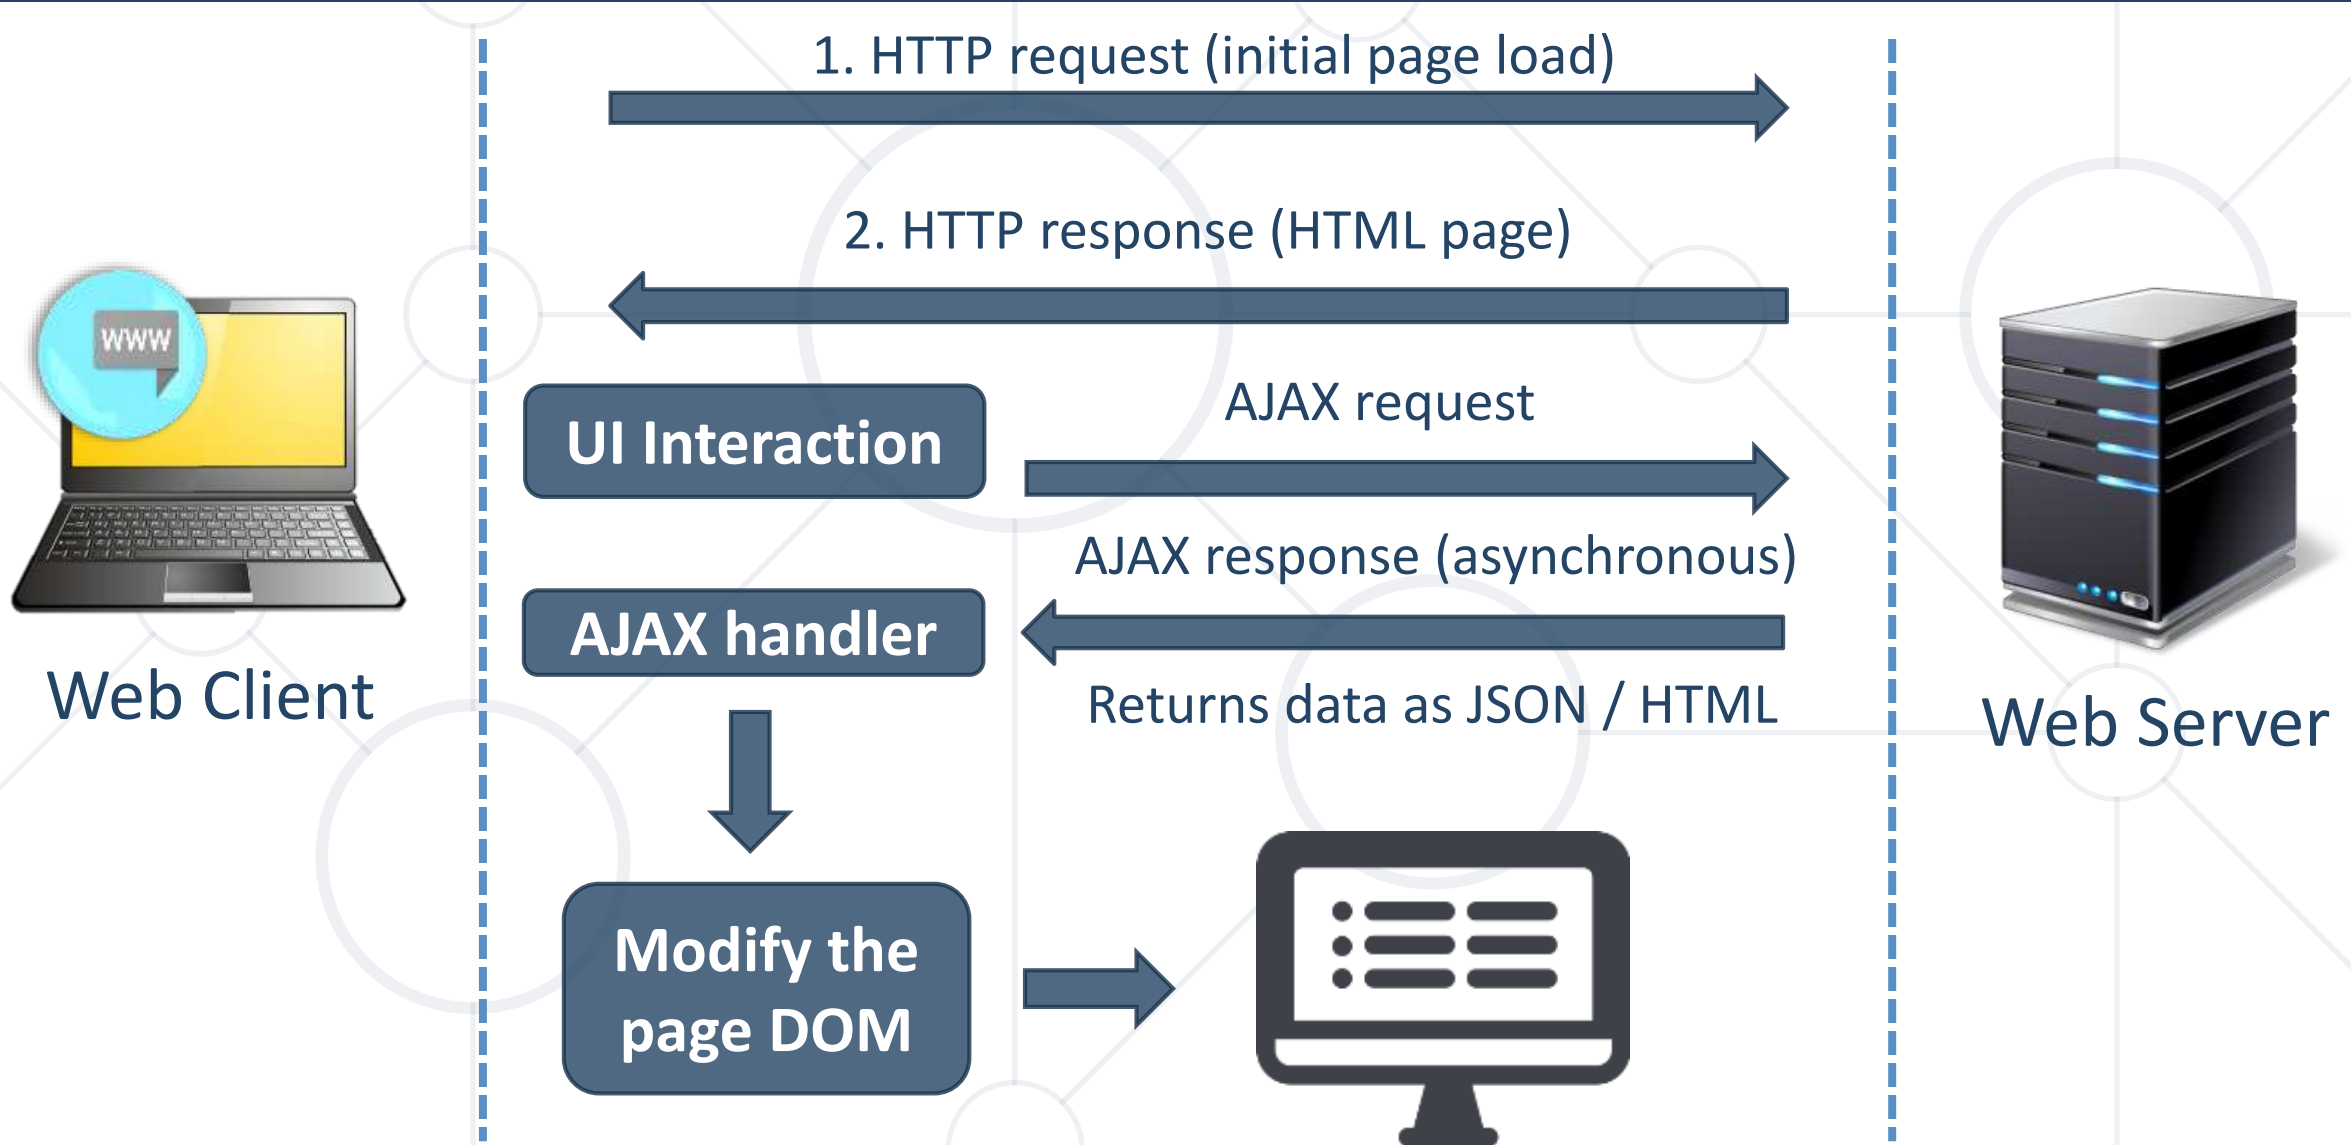 1. HTTP request (initial page load)
2. HTTP response (HTML page)
www
UI Interaction
AJAX request
AJAX response (asynchronous)
AJAX handler
Returns data as JSON / HTML
Web Client
Web Server
Modify the
page DOM